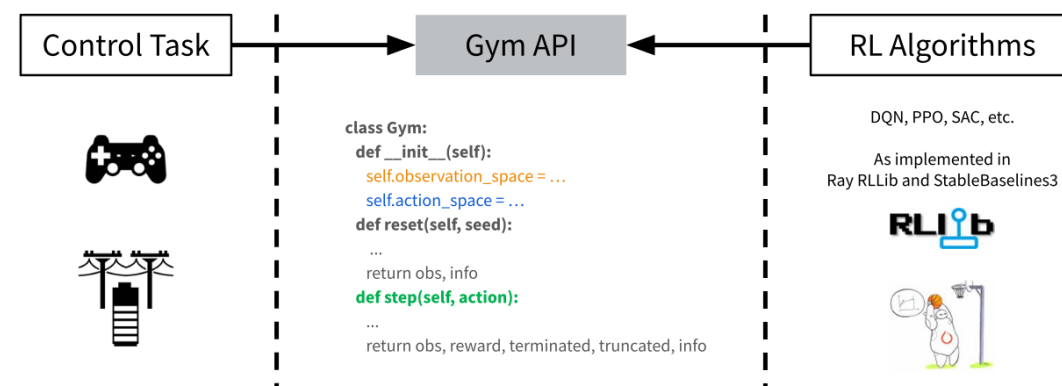 Control Task
Gym API
RL Algorithms
class Gym:
def __init__(self):
self.observation_space = …
self.action_space = …
def reset(self, seed):
...
return obs, info
def step(self, action):
...
return obs, reward, terminated, truncated, info
DQN, PPO, SAC, etc.
As implemented in
Ray RLLib and StableBaselines3
RLlib